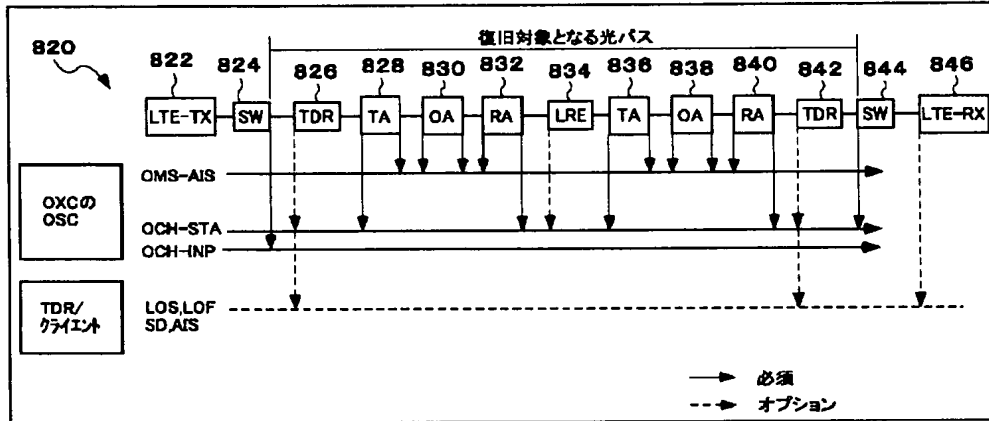 復旧対象となる光パス
820
822 824 826 828 830 832 834 836 838 840 842 844 846
LTE-TX SW TDR TA OA RA LRE TA OA RA TDR SW LTE-RX
OXCの
OSC
OMS-AIS
OCH-STA
OCH-INP
TDR/
クライエント
LOS,LOF
SD,AIS
必須
オプション